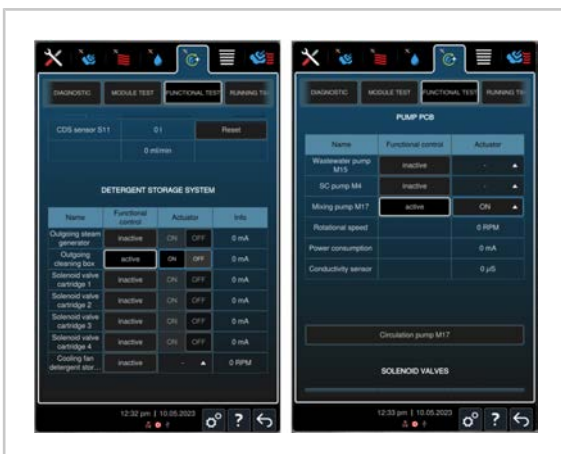 DIAGNOSTIC MODULE TEST FUNCTIONAL TEST RUNNING TI
CDS sensor S11 0 l Reset
0 ml/min
DETERGENT STORAGE SYSTEM
Name Functional control Actuator Info
Outgoing steam generator inactive ON OFF 0 mA
Outgoing cleaning box active ON OFF 0 mA
Solenoid valve cartridge 1 inactive ON OFF 0 mA
Solenoid valve cartridge 2 inactive ON OFF 0 mA
Solenoid valve cartridge 3 inactive ON OFF 0 mA
Solenoid valve cartridge 4 inactive ON OFF 0 mA
Cooling fan detergent stor... inactive - 0 RPM
12:32 pm | 10.05.2023
?
DIAGNOSTIC MODULE TEST FUNCTIONAL TEST RUNNING TI
PUMP PCB
Name Functional control Actuator
Wastewater pump M15 inactive -
SC pump M4 inactive -
Mixing pump M17 active ON
Rotational speed 0 RPM
Power consumption 0 mA
Conductivity sensor 0 µS
Circulation pump M17
SOLENOID VALVES
12:33 pm | 10.05.2023
?